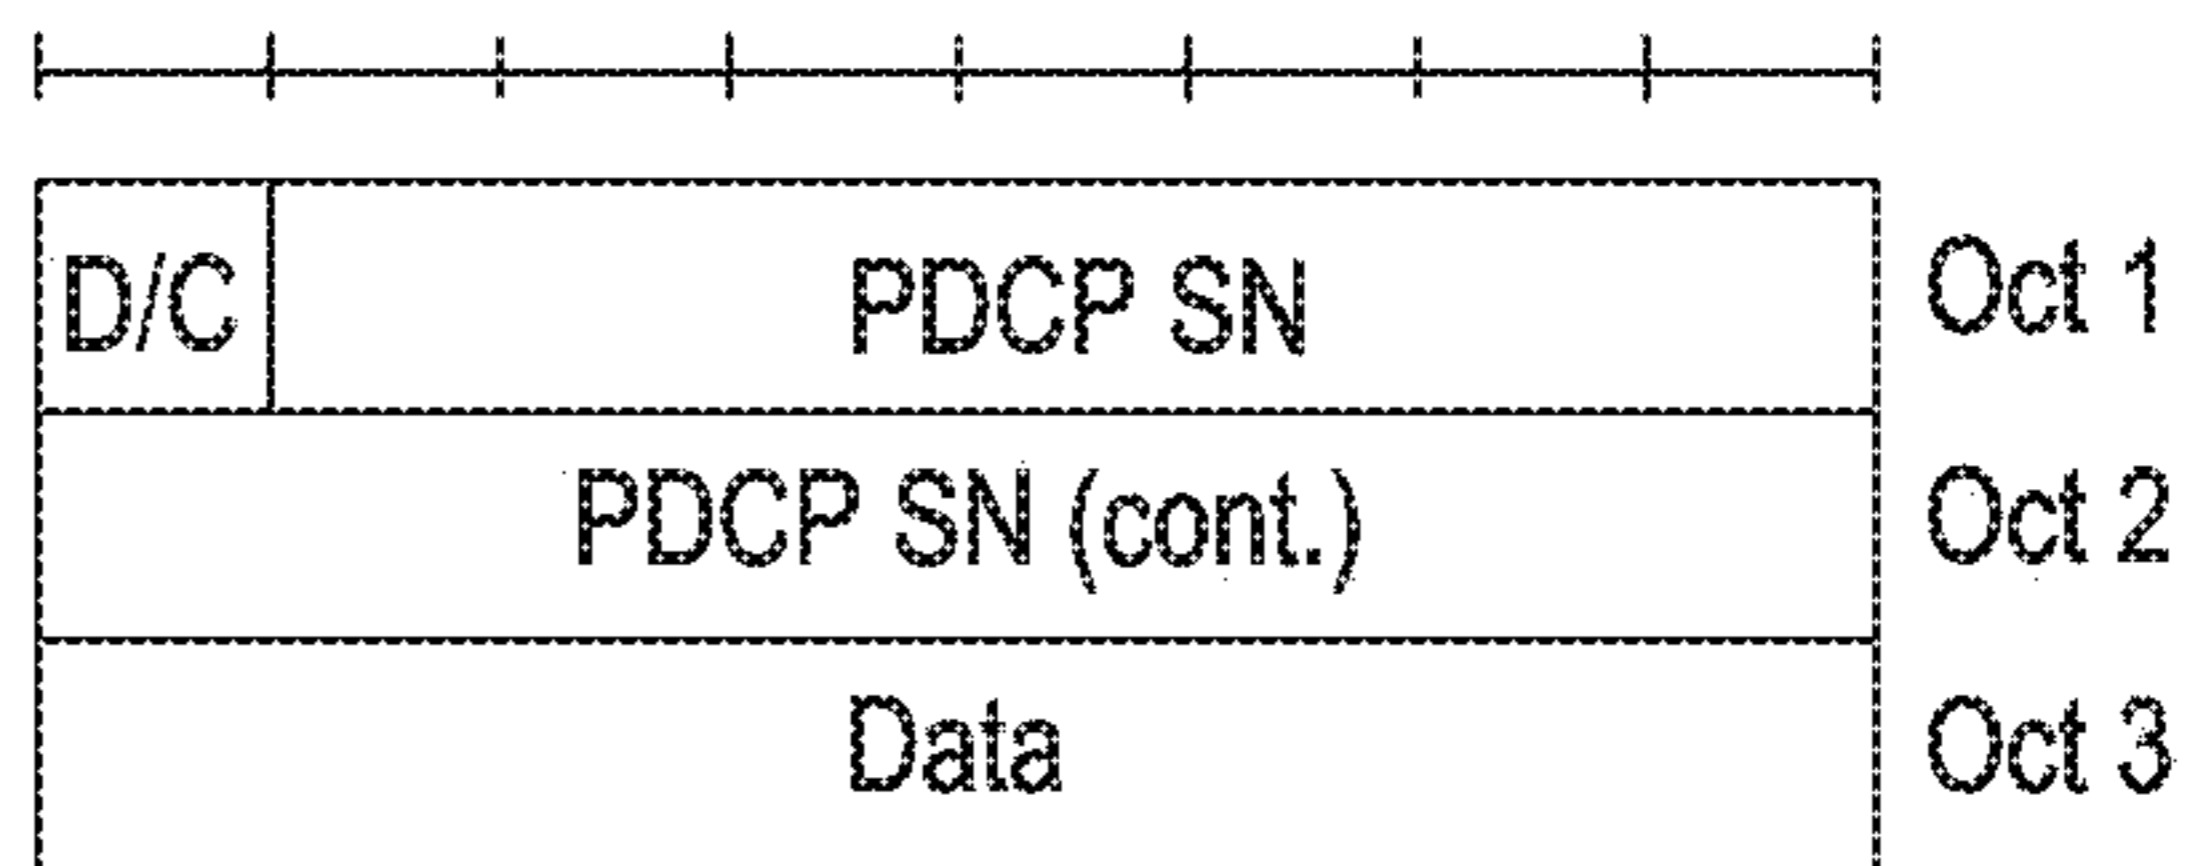 D/C PDCP SN Oct 1
PDCP SN (cont.) Oct 2
Data Oct 3